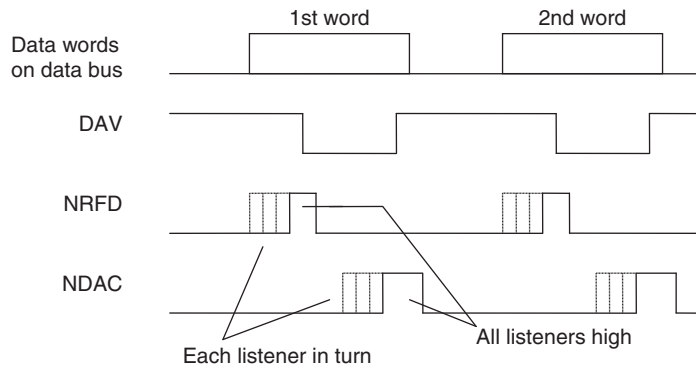 1st word
2nd word
Data words
on data bus
DAV
NRFD
NDAC
All listeners high
Each listener in turn